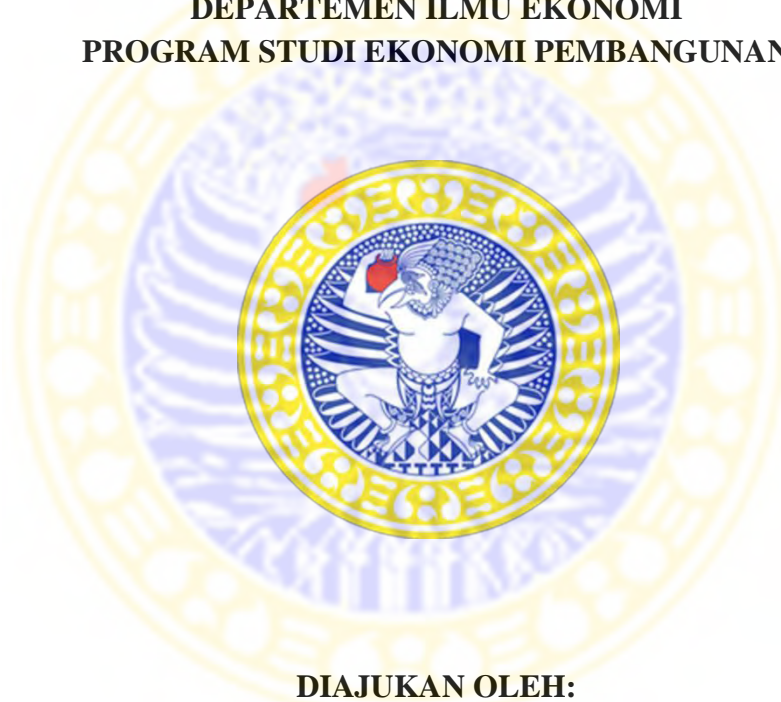 DEPARTEMEN ILMU EKONOMI
PROGRAM STUDI EKONOMI PEMBANGUNAN
DIAJUKAN OLEH: